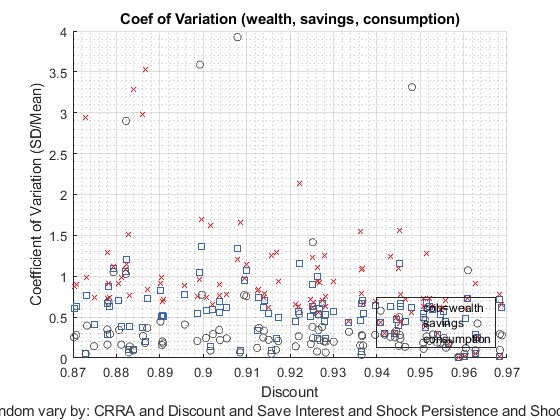 Coef of Variation (wealth, savings, consumption)
Coefficient of Variation (SD/Mean)
4
3.5
3
2.5
2
1.5
1
0.5
0
coh=wealth
savings
consumption
0.87 0.88 0.89 0.9 0.91 0.92 0.93 0.94 0.95 0.96 0.97
Discount
ndom vary by: CRRA and Discount and Save Interest and Shock Persistence and Shoc